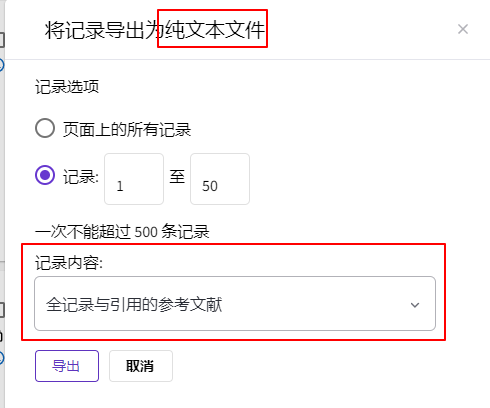 将记录导出为纯文本文件
记录选项
页面上的所有记录
记录: 1 至 50
一次不能超过 500 条记录
记录内容:
全记录与引用的参考文献
导出 取消